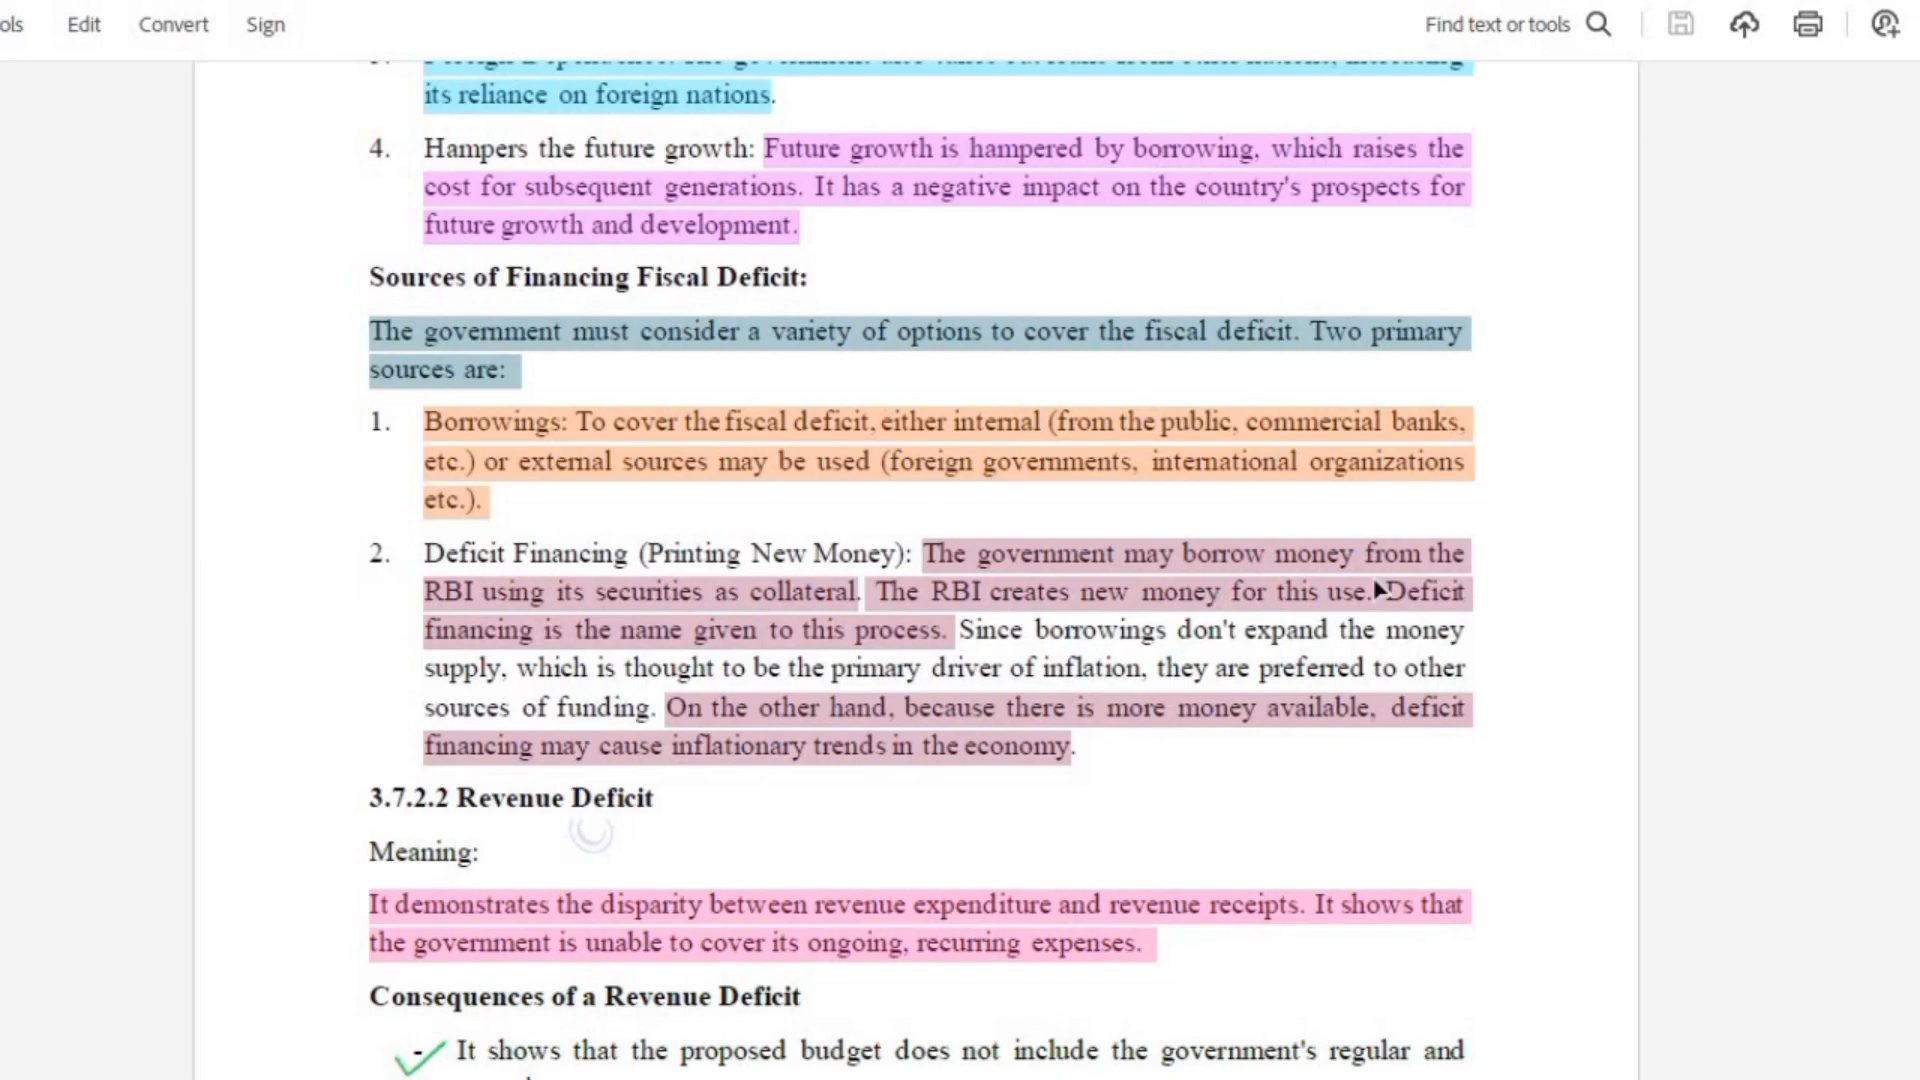 ols Edit Convert Sign Find text or tools
its reliance on foreign nations.
4. Hampers the future growth: Future growth is hampered by borrowing, which raises the
cost for subsequent generations. It has a negative impact on the country's prospects for
future growth and development.
Sources of Financing Fiscal Deficit:
The government must consider a variety of options to cover the fiscal deficit. Two primary
sources are:
1. Borrowings: To cover the fiscal deficit, either internal (from the public, commercial banks,
etc.) or external sources may be used (foreign governments, international organizations
etc.).
2. Deficit Financing (Printing New Money): The government may borrow money from the
RBI using its securities as collateral. The RBI creates new money for this use. Deficit
financing is the name given to this process. Since borrowings don't expand the money
supply, which is thought to be the primary driver of inflation, they are preferred to other
sources of funding. On the other hand, because there is more money available, deficit
financing may cause inflationary trends in the economy.
3.7.2.2 Revenue Deficit
Meaning:
It demonstrates the disparity between revenue expenditure and revenue receipts. It shows that
the government is unable to cover its ongoing, recurring expenses.
Consequences of a Revenue Deficit
- It shows that the proposed budget does not include the government's regular and